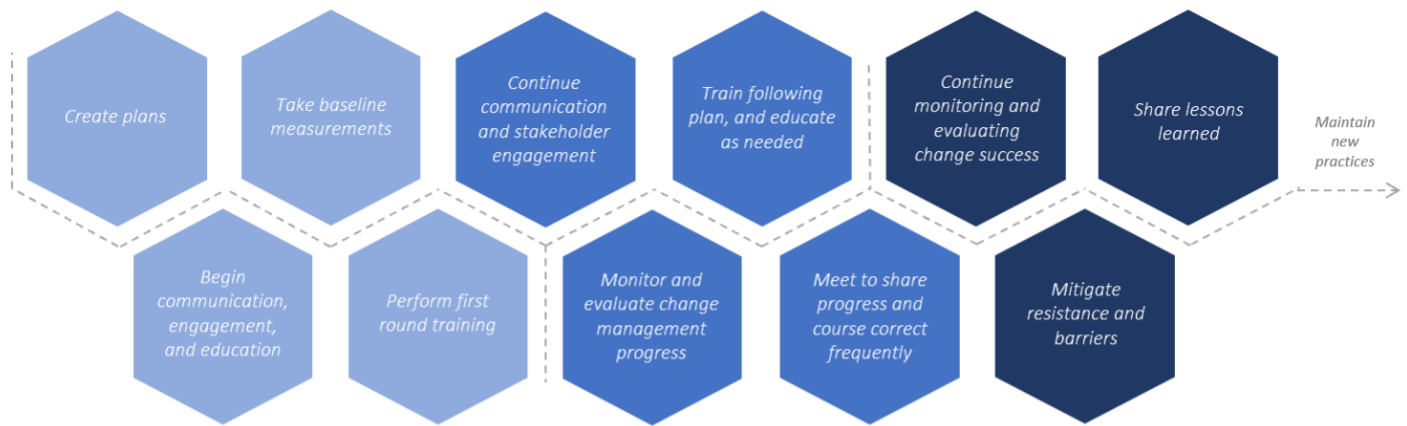 Create plans
Begin
communication,
engagement,
and education
Take baseline
measurements
Perform first
round training
Continue
communication
and stakeholder
engagement
Monitor and
evaluate change
management
progress
Train following
plan, and educate
as needed
Meet to share
progress and
course correct
frequently
Continue
monitoring and
evaluating
change success
Mitigate
resistance and
barriers
Share lessons
learned
Maintain
new
practices